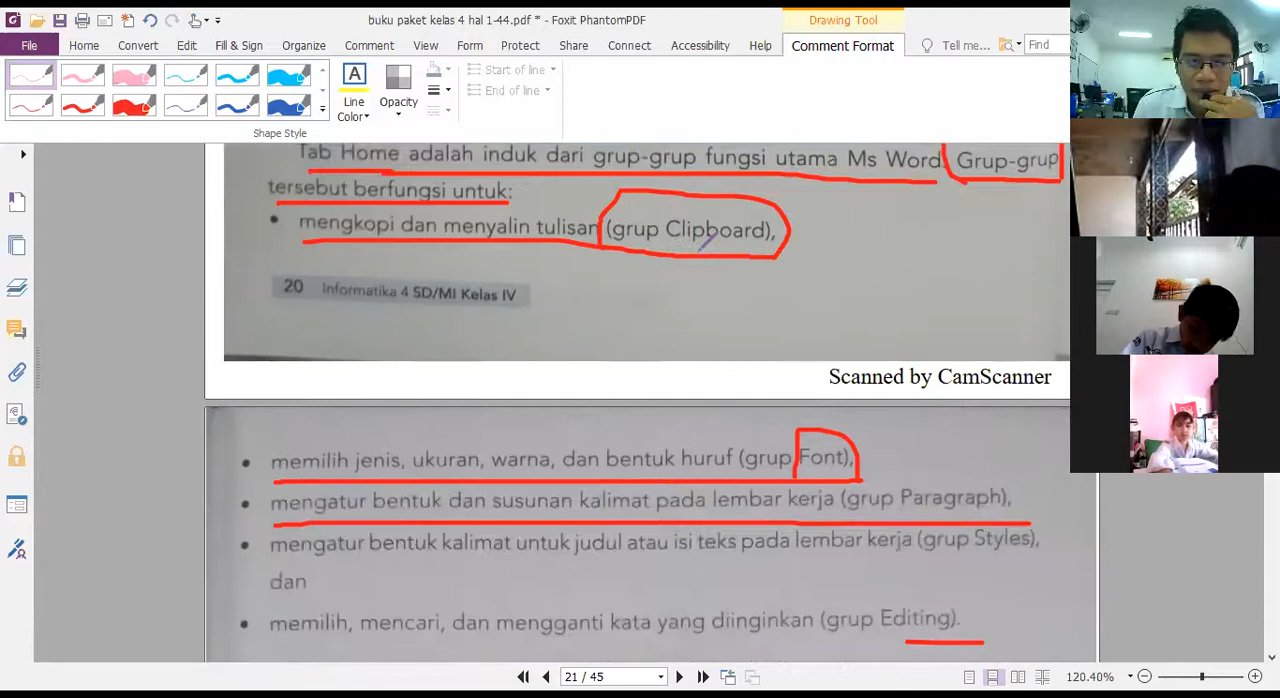 buku paket kelas 4 hal 1-44.pdf * - Foxit PhantomPDF
Drawing Tool
File Home Convert Edit Fill & Sign Organize Comment View Form Protect Share Connect Accessibility Help Comment Format Tell me... Find
Start of line
End of line
Line Color
Opacity
Shape Style
Tab Home adalah induk dari grup-grup fungsi utama Ms Word. Grup-grup
tersebut berfungsi untuk:
• mengkopi dan menyalin tulisan (grup Clipboard),
20 Informatika 4 SD/MI Kelas IV
Scanned by CamScanner
• memilih jenis, ukuran, warna, dan bentuk huruf (grup Font),
• mengatur bentuk dan susunan kalimat pada lembar kerja (grup Paragraph),
• mengatur bentuk kalimat untuk judul atau isi teks pada lembar kerja (grup Styles),
dan
• memilih, mencari, dan mengganti kata yang diinginkan (grup Editing).
21 / 45
120.40%